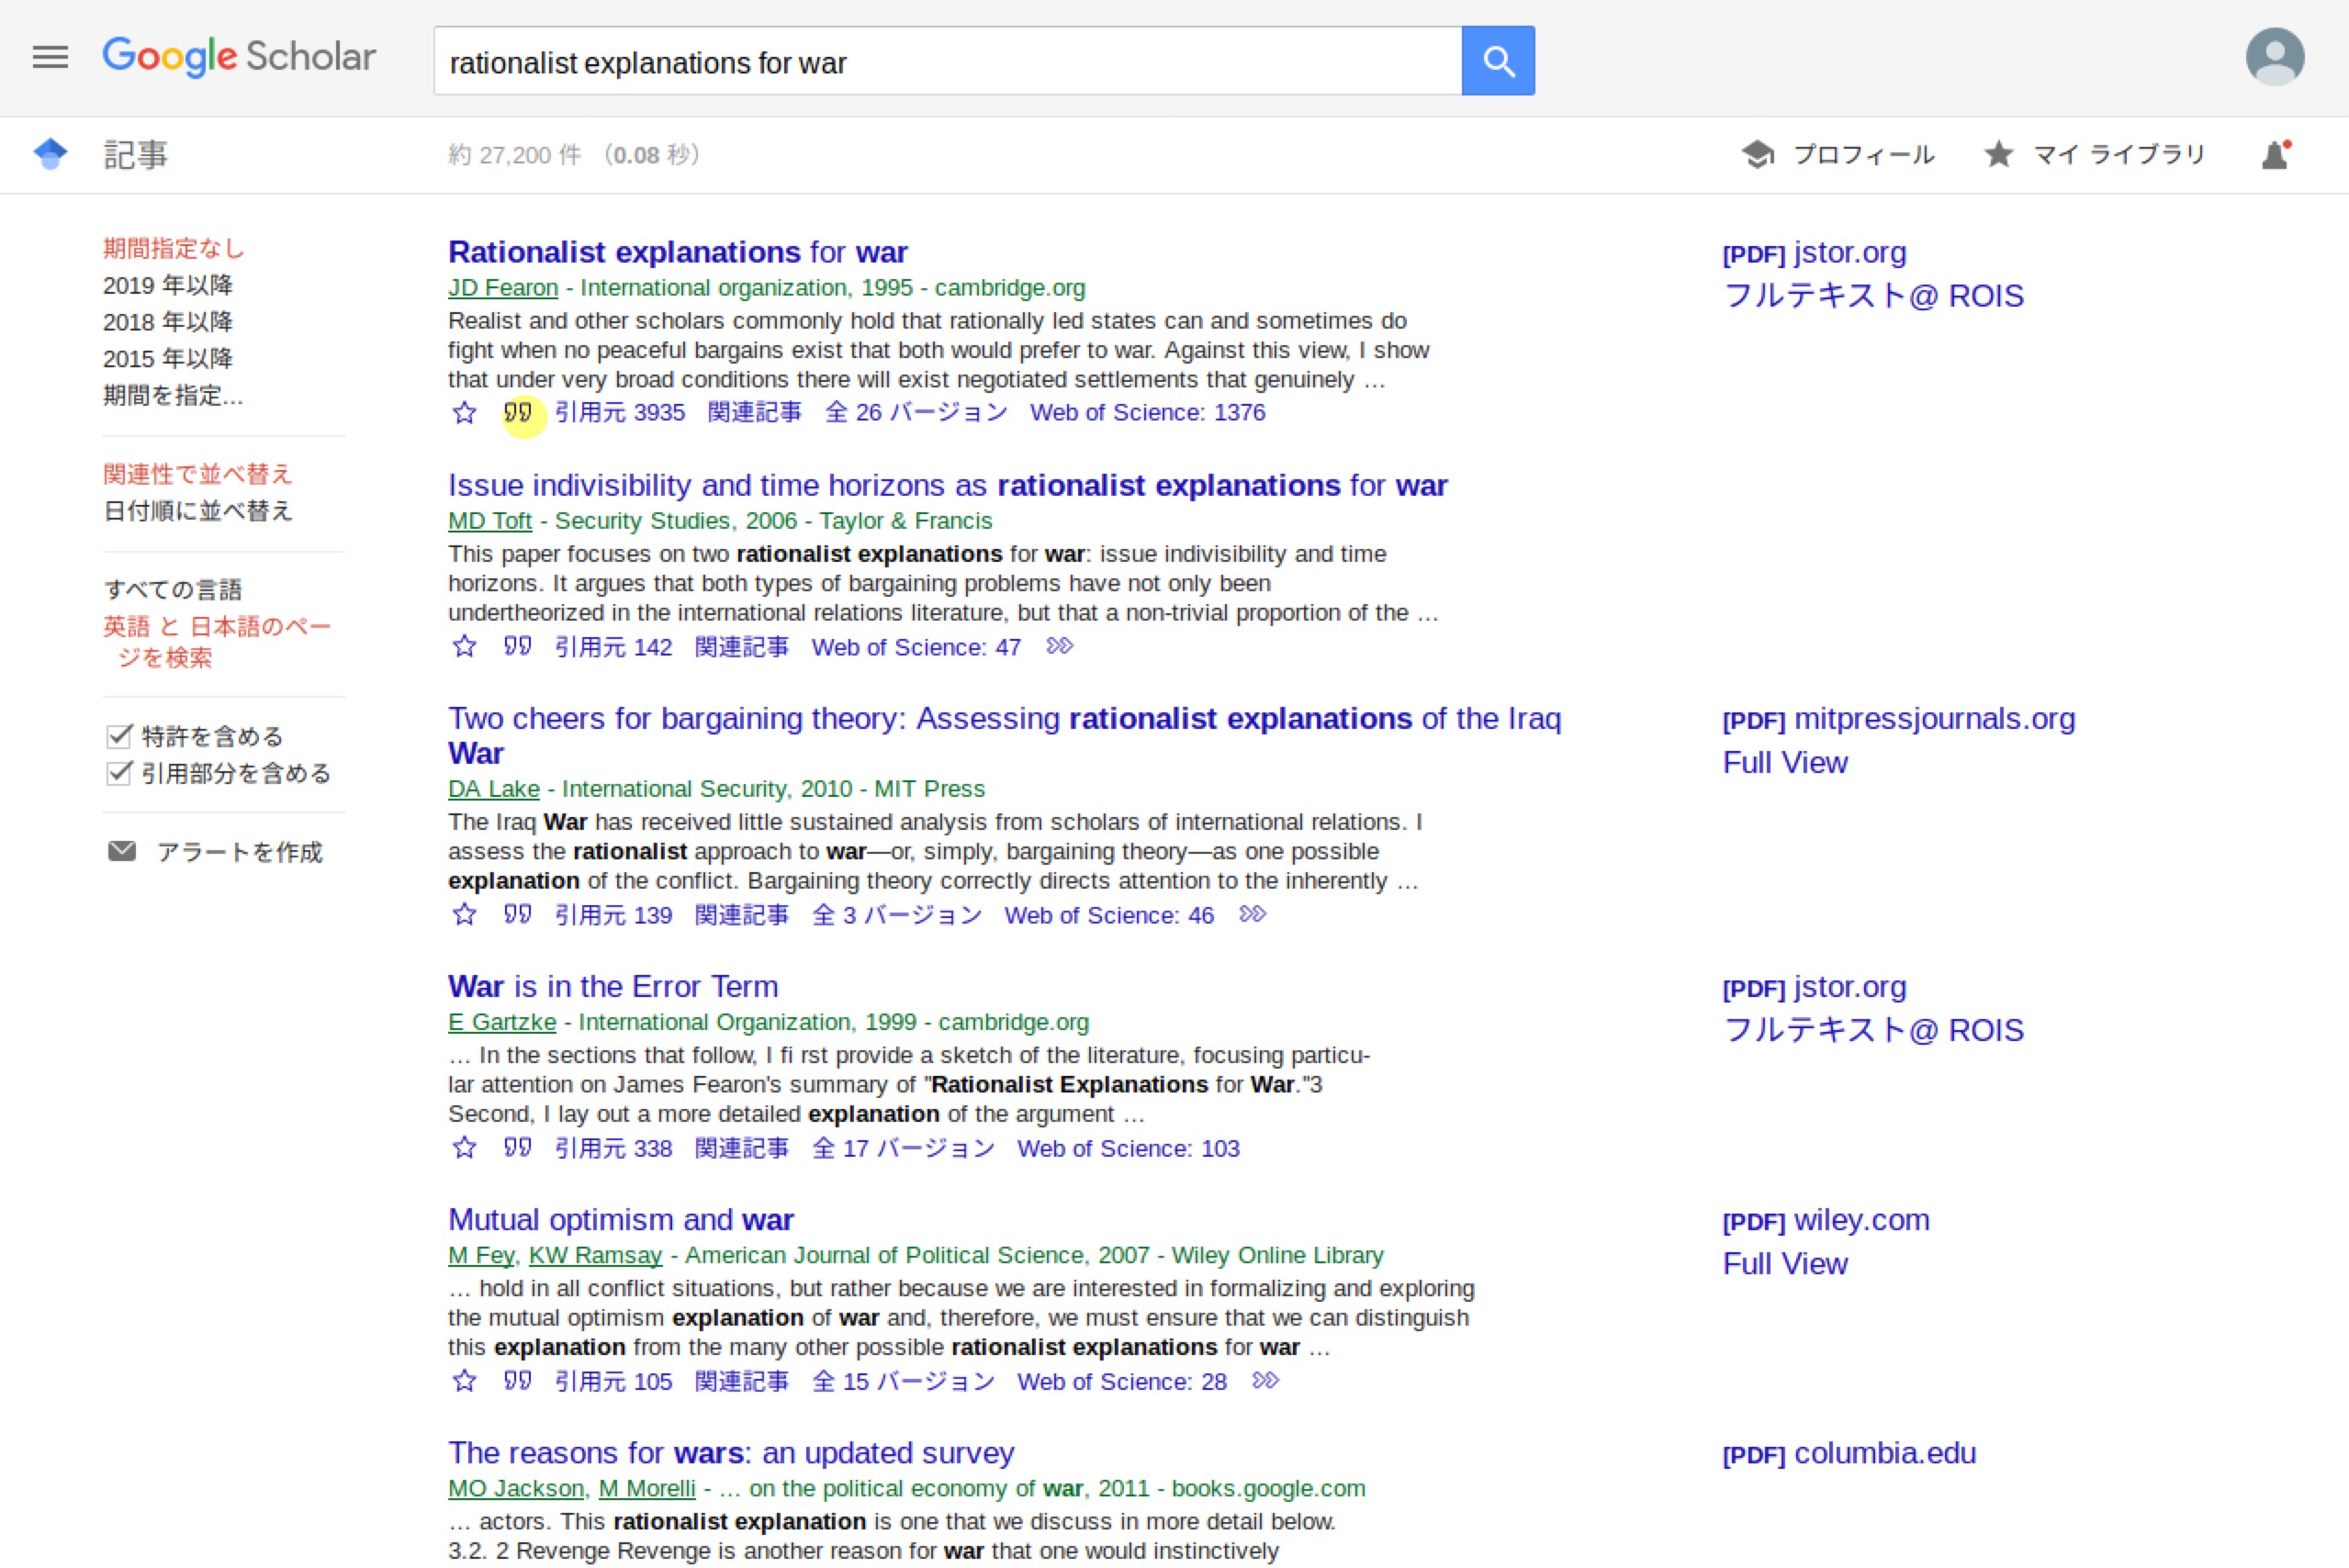 Google Scholar
rationalist explanations for war
記事
約 27,200 件 （0.08 秒）
プロフィール
マイ ライブラリ
期間指定なし
2019 年以降
2018 年以降
2015 年以降
期間を指定...
関連性で並べ替え
日付順に並べ替え
すべての言語
英語 と 日本語のペー
ジを検索
特許を含める
引用部分を含める
アラートを作成
Rationalist explanations for war
JD Fearon - International organization, 1995 - cambridge.org
Realist and other scholars commonly hold that rationally led states can and sometimes do
fight when no peaceful bargains exist that both would prefer to war. Against this view, I show
that under very broad conditions there will exist negotiated settlements that genuinely …
引用元 3935 関連記事 全 26 バージョン Web of Science: 1376
[PDF] jstor.org
フルテキスト@ ROIS
Issue indivisibility and time horizons as rationalist explanations for war
MD Toft - Security Studies, 2006 - Taylor & Francis
This paper focuses on two rationalist explanations for war: issue indivisibility and time
horizons. It argues that both types of bargaining problems have not only been
undertheorized in the international relations literature, but that a non-trivial proportion of the …
引用元 142 関連記事 Web of Science: 47
Two cheers for bargaining theory: Assessing rationalist explanations of the Iraq
War
DA Lake - International Security, 2010 - MIT Press
The Iraq War has received little sustained analysis from scholars of international relations. I
assess the rationalist approach to war—or, simply, bargaining theory—as one possible
explanation of the conflict. Bargaining theory correctly directs attention to the inherently …
引用元 139 関連記事 全 3 バージョン Web of Science: 46
[PDF] mitpressjournals.org
Full View
War is in the Error Term
E Gartzke - International Organization, 1999 - cambridge.org
… In the sections that follow, I fi rst provide a sketch of the literature, focusing particu-
lar attention on James Fearon's summary of "Rationalist Explanations for War."3
Second, I lay out a more detailed explanation of the argument …
引用元 338 関連記事 全 17 バージョン Web of Science: 103
[PDF] jstor.org
フルテキスト@ ROIS
Mutual optimism and war
M Fey, KW Ramsay - American Journal of Political Science, 2007 - Wiley Online Library
… hold in all conflict situations, but rather because we are interested in formalizing and exploring
the mutual optimism explanation of war and, therefore, we must ensure that we can distinguish
this explanation from the many other possible rationalist explanations for war …
引用元 105 関連記事 全 15 バージョン Web of Science: 28
[PDF] wiley.com
Full View
The reasons for wars: an updated survey
MO Jackson, M Morelli - … on the political economy of war, 2011 - books.google.com
… actors. This rationalist explanation is one that we discuss in more detail below.
3.2. 2 Revenge Revenge is another reason for war that one would instinctively
[PDF] columbia.edu